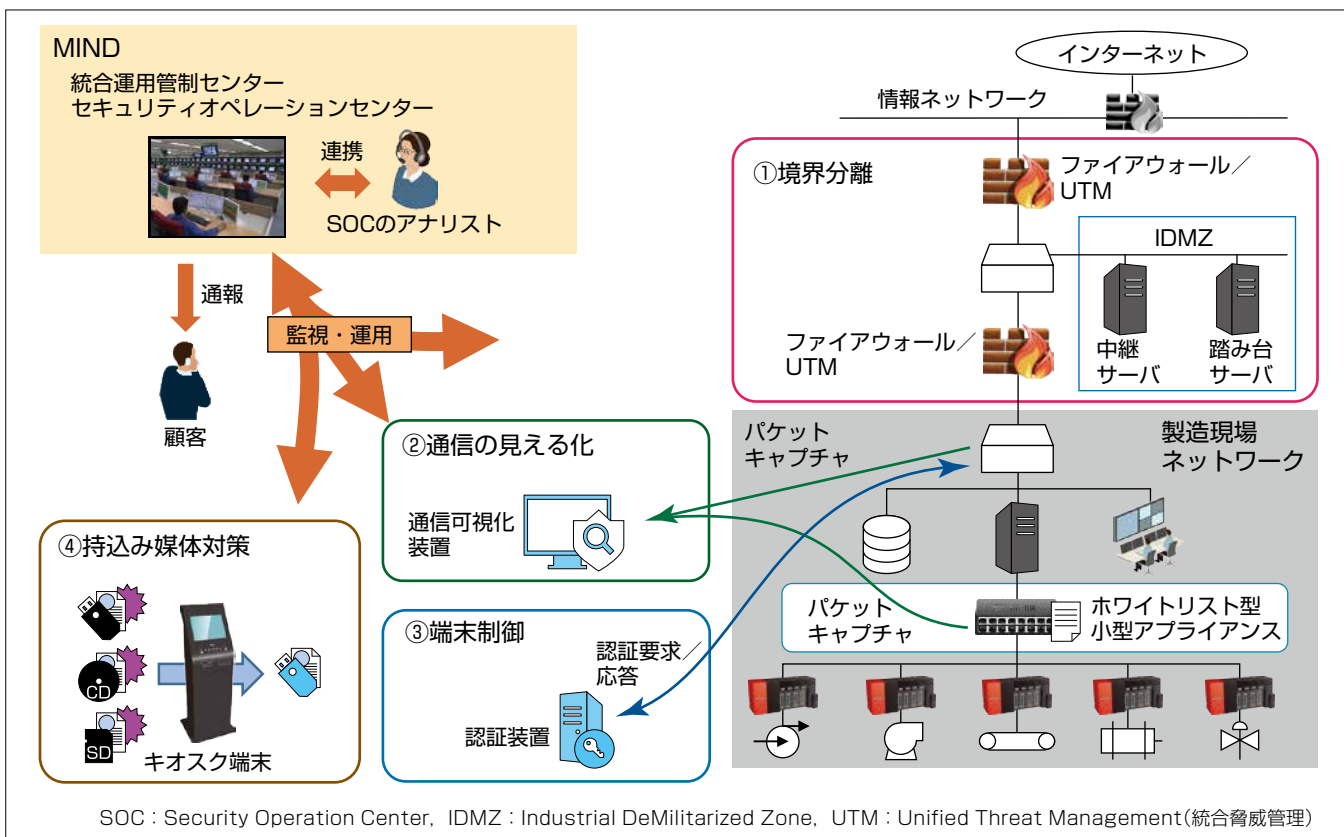 MIND
統合運用管制センター
セキュリティオペレーションセンター
連携
SOCのアナリスト
通報
顧客
監視・運用
インターネット
情報ネットワーク
①境界分離
ファイアウォール／
UTM
IDMZ
中継
サーバ
踏み台
サーバ
ファイアウォール／
UTM
②通信の見える化
通信可視化
装置
パケット
キャプチャ
製造現場
ネットワーク
パケット
キャプチャ
ホワイトリスト型
小型アプライアンス
③端末制御
認証要求／
応答
認証装置
④持込み媒体対策
CD
SD
キオスク端末
SOC：Security Operation Center，IDMZ：Industrial DeMilitarized Zone，UTM：Unified Threat Management(統合脅威管理)